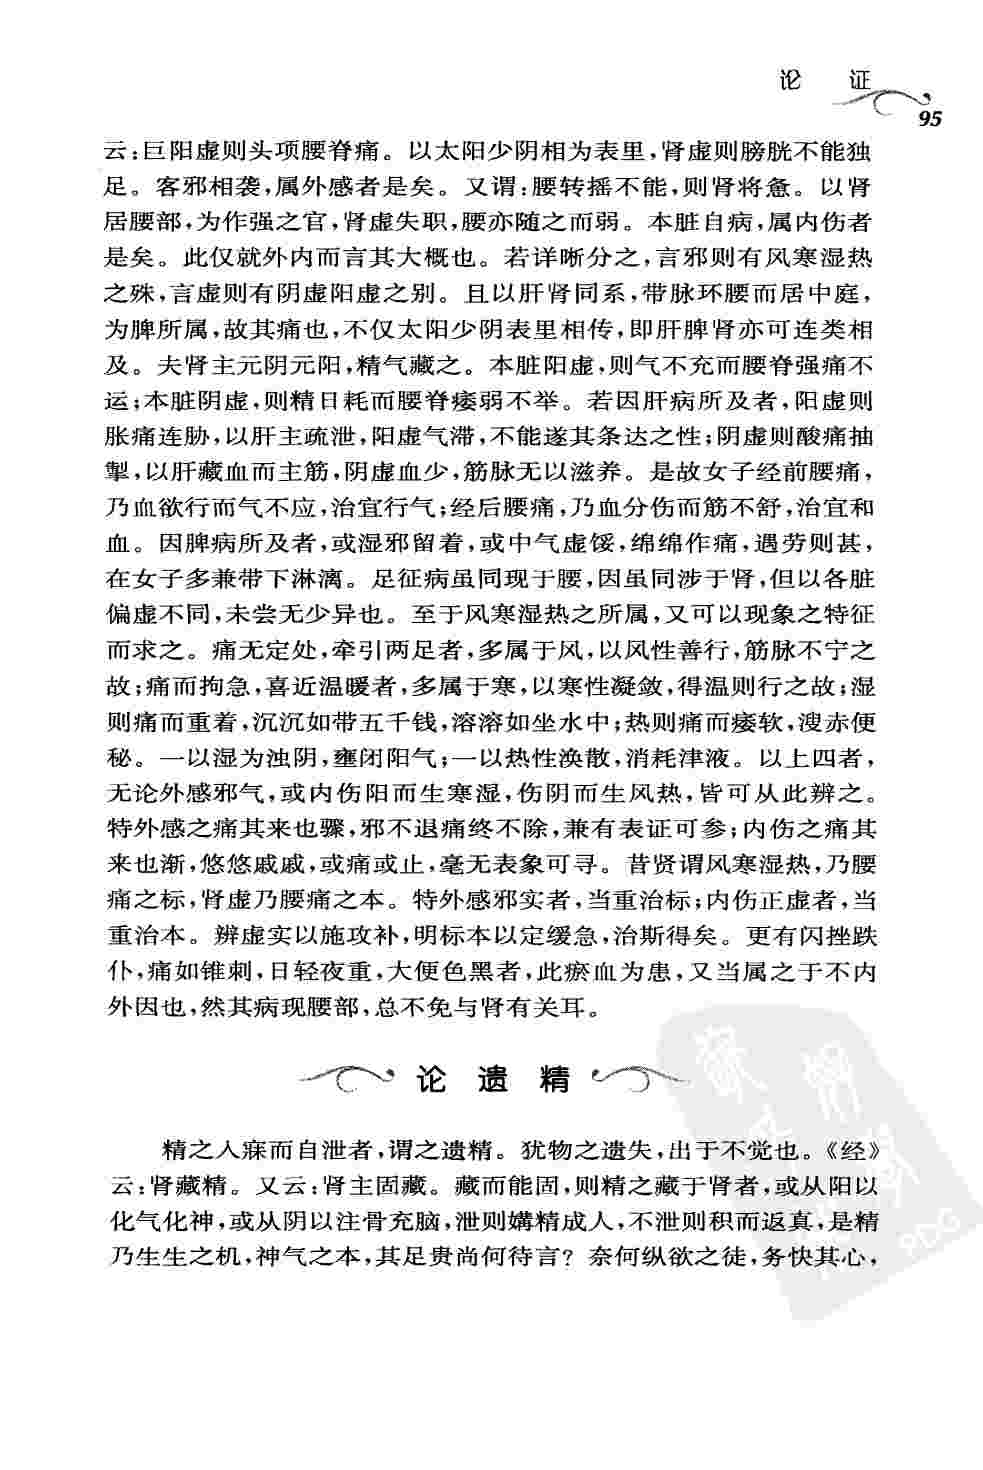 论 证
95
云:巨阳虚则头项腰脊痛。以太阳少阴相为表里,肾虚则膀胱不能独
足。客邪相袭,属外感者是矣。又谓:腰转摇不能,则肾将惫。以肾
居腰部,为作强之官,肾虚失职,腰亦随之而弱。本脏自病,属内伤者
是矣。此仅就外内而言其大概也。若详晰分之,言邪则有风寒湿热
之殊,言虚则有阴虚阳虚之别。且以肝肾同系,带脉环腰而居中庭,
为脾所属,故其痛也,不仅太阳少阴表里相传,即肝脾肾亦可连类相
及。夫肾主元阴元阳,精气藏之。本脏阳虚,则气不充而腰脊强痛不
运;本脏阴虚,则精日耗而腰脊痿弱不举。若因肝病所及者,阳虚则
胀痛连胁,以肝主疏泄,阳虚气滞,不能遂其条达之性;阴虚则酸痛抽
掣,以肝藏血而主筋,阴虚血少,筋脉无以滋养。是故女子经前腰痛,
乃血欲行而气不应,治宜行气;经后腰痛,乃血分伤而筋不舒,治宜和
血。因脾病所及者,或湿邪留着,或中气虚馁,绵绵作痛,遇劳则甚,
在女子多兼带下淋漓。足征病虽同现于腰,因虽同涉于肾,但以各脏
偏虚不同,未尝无少异也。至于风寒湿热之所属,又可以现象之特征
而求之。痛无定处,牵引两足者,多属于风,以风性善行,筋脉不宁之
故;痛而拘急,喜近温暖者,多属于寒,以寒性凝敛,得温则行之故;湿
则痛而重着,沉沉如带五千钱,溶溶如坐水中;热则痛而痿软,溲赤便
秘。一以湿为浊阴,壅闭阳气;一以热性涣散,消耗津液。以上四者,
无论外感邪气,或内伤阳而生寒湿,伤阴而生风热,皆可从此辨之。
特外感之痛其来也骤,邪不退痛终不除,兼有表证可参;内伤之痛其
来也渐,悠悠戚戚,或痛或止,毫无表象可寻。昔贤谓风寒湿热,乃腰
痛之标,肾虚乃腰痛之本。特外感邪实者,当重治标;内伤正虚者,当
重治本。辨虚实以施攻补,明标本以定缓急,治斯得矣。更有闪挫跌
仆,痛如锥刺,日轻夜重,大便色黑者,此瘀血为患,又当属之于不内
外因也,然其病现腰部,总不免与肾有关耳。
论遗精
精之人寐而自泄者,谓之遗精。犹物之遗失,出于不觉也。《经》
云:肾藏精。又云:肾主固藏。藏而能固,则精之藏于肾者,或从阳以
化气化神,或从阴以注骨充脑,泄则媾精成人,不泄则积而返真,是精
乃生生之机,神气之本,其足贵尚何待言?奈何纵欲之徒,务快其心,
PDG